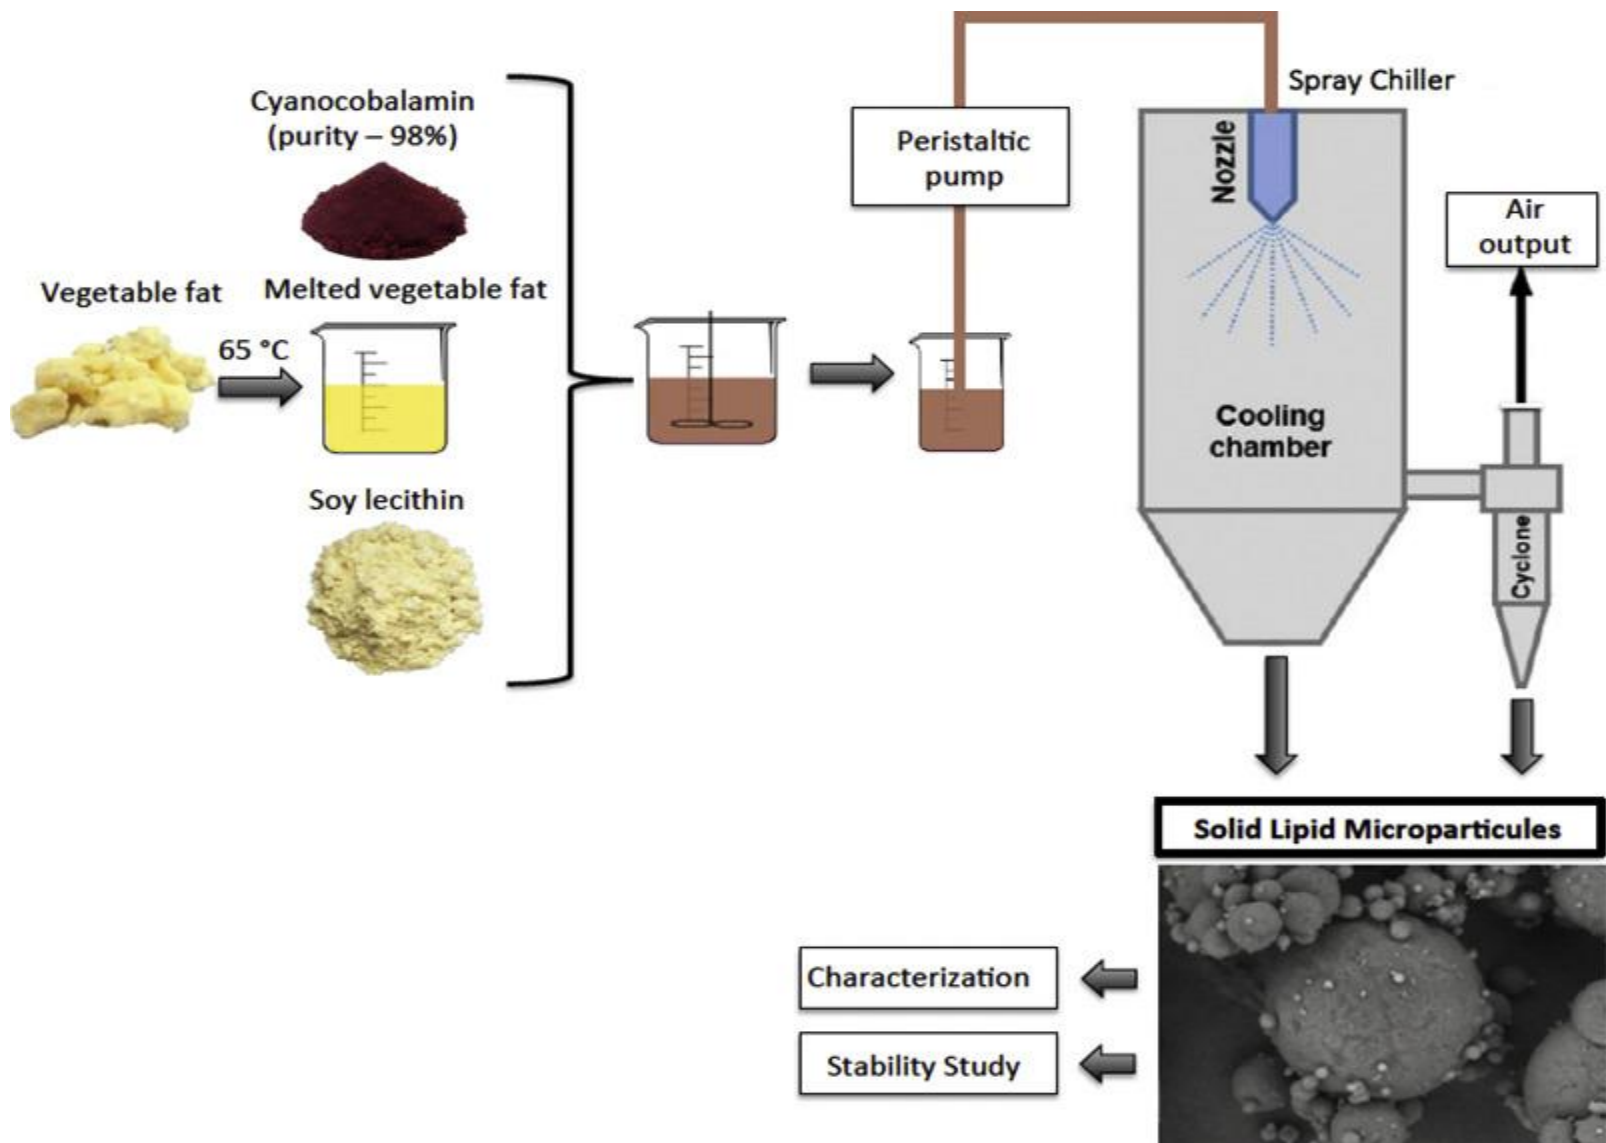 Cyanocobalamin
(purity – 98%)
Vegetable fat
65 °C
Melted vegetable fat
Soy lecithin
Peristaltic
pump
Spray Chiller
Nozzle
Cooling
chamber
Air
output
Cyclone
Solid Lipid Microparticules
Characterization
Stability Study